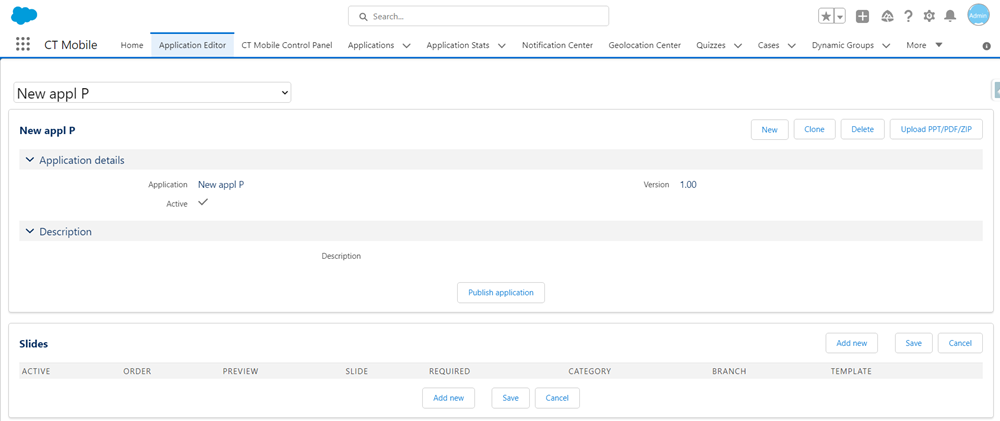 Search...
Admin
CT Mobile Home Application Editor CT Mobile Control Panel Applications Application Stats Notification Center Geolocation Center Quizzes Cases Dynamic Groups More
New appl P
New appl P New Clone Delete Upload PPT/PDF/ZIP
Application details
Application New appl P Version 1.00
Active
Description
Description
Publish application
Slides Add new Save Cancel
ACTIVE ORDER PREVIEW SLIDE REQUIRED CATEGORY BRANCH TEMPLATE
Add new Save Cancel